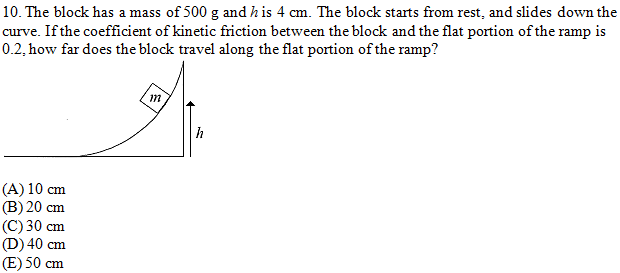 10. The block has a mass of 500 g and h is 4 cm. The block starts from rest, and slides down the
curve. If the coefficient of kinetic friction between the block and the flat portion of the ramp is
0.2, how far does the block travel along the flat portion of the ramp?
m
h
(A) 10 cm
(B) 20 cm
(C) 30 cm
(D) 40 cm
(E) 50 cm